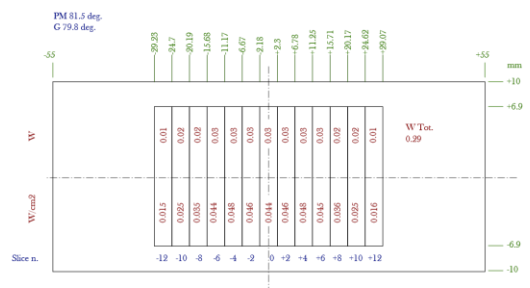 PM 81.5 deg.
G 79.8 deg.
29.23 24.7 20.19 15.68 11.17 6.67 2.18 2.3 6.78 11.25 15.71 20.17 24.62 29.07
-55 +55 mm
+10
+6.9
W 0.01 0.02 0.02 0.03 0.03 0.03 0.03 0.03 0.03 0.03 0.02 0.02 0.01
W Tot.
0.29
W/cm2 0.015 0.025 0.035 0.044 0.048 0.046 0.044 0.046 0.048 0.045 0.036 0.025 0.016
-6.9
Slice n. -12 -10 -8 -6 -4 -2 0 +2 +4 +6 +8 +10 +12
-10